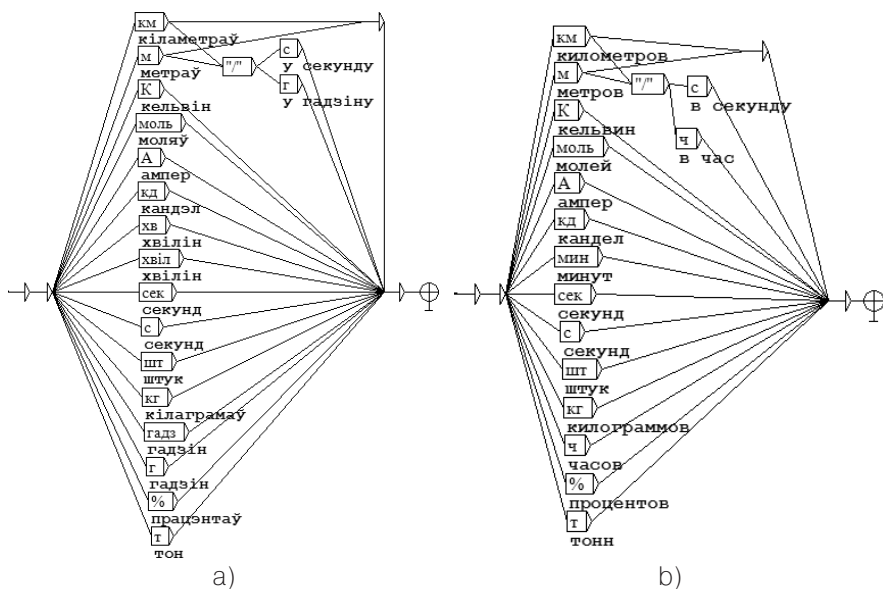 км
кіламетраў
м
метраў
"/"
с
у секунду
г
у гадзіну
К
кельвін
моль
моляў
А
ампер
кд
кандэл
хв
хвілін
хвіл
хвілін
сек
секунд
с
секунд
шт
штук
кг
кілаграмаў
гадз
гадзін
г
гадзін
%
працэнтаў
т
тон
a)
км
километров
м
метров
"/"
с
в секунду
ч
в час
К
кельвин
моль
молей
А
ампер
кд
кандел
мин
минут
сек
секунд
с
секунд
шт
штук
кг
килограммов
ч
часов
%
процентов
т
тонн
b)